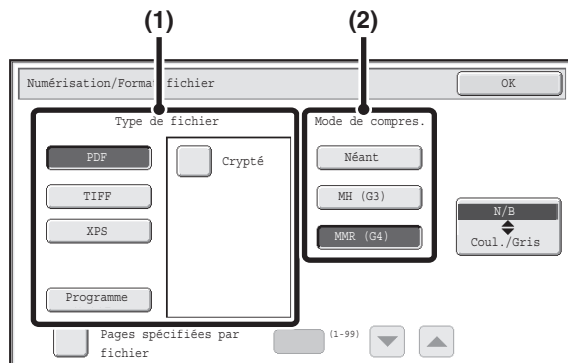 (1) (2)
Numérisation/Format fichier OK
Type de fichier Mode de compres.
PDF Crypté Néant
TIFF MH (G3)
XPS MMR (G4) N/B
Coul./Gris
Programme
Pages spécifiées par (1-99)
fichier